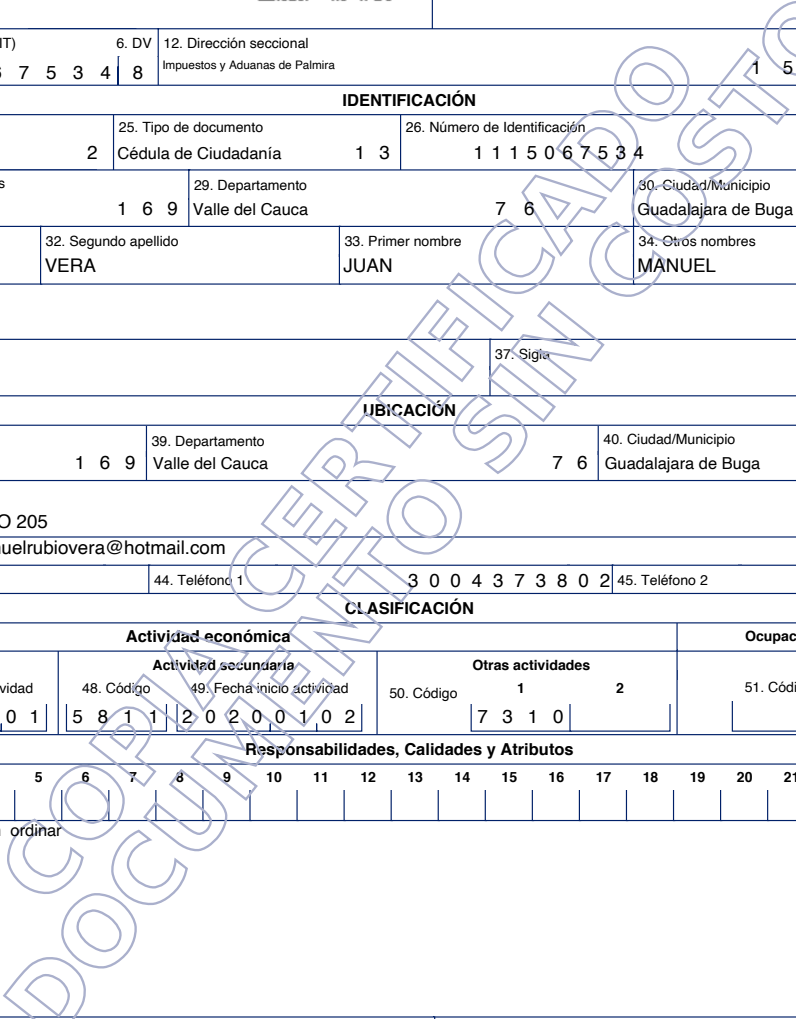 IT) 6. DV 12. Dirección seccional
6 7 5 3 4 8 Impuestos y Aduanas de Palmira 1 5
IDENTIFICACIÓN
25. Tipo de documento 26. Número de Identificación
2 Cédula de Ciudadanía 1 3 1 1 1 5 0 6 7 5 3 4
s 29. Departamento 30. Ciudad/Municipio
1 6 9 Valle del Cauca 7 6 Guadalajara de Buga
32. Segundo apellido 33. Primer nombre 34. Otros nombres
VERA JUAN MANUEL
37. Sigla
UBICACIÓN
39. Departamento 40. Ciudad/Municipio
1 6 9 Valle del Cauca 7 6 Guadalajara de Buga
O 205
uelrubiovera@hotmail.com
44. Teléfono 1 3 0 0 4 3 7 3 8 0 2 45. Teléfono 2
CLASIFICACIÓN
Actividad económica Ocupac
Actividad secundaria Otras actividades
vidad 48. Código 49. Fecha inicio actividad 50. Código 1 2 51. Códi
0 1 5 8 1 1 2 0 2 0 0 1 0 2 7 3 1 0
Responsabilidades, Calidades y Atributos
5 6 7 8 9 10 11 12 13 14 15 16 17 18 19 20 21
ordinar
COPIA CERTIFICADO
DOCUMENTO SIN COSTO